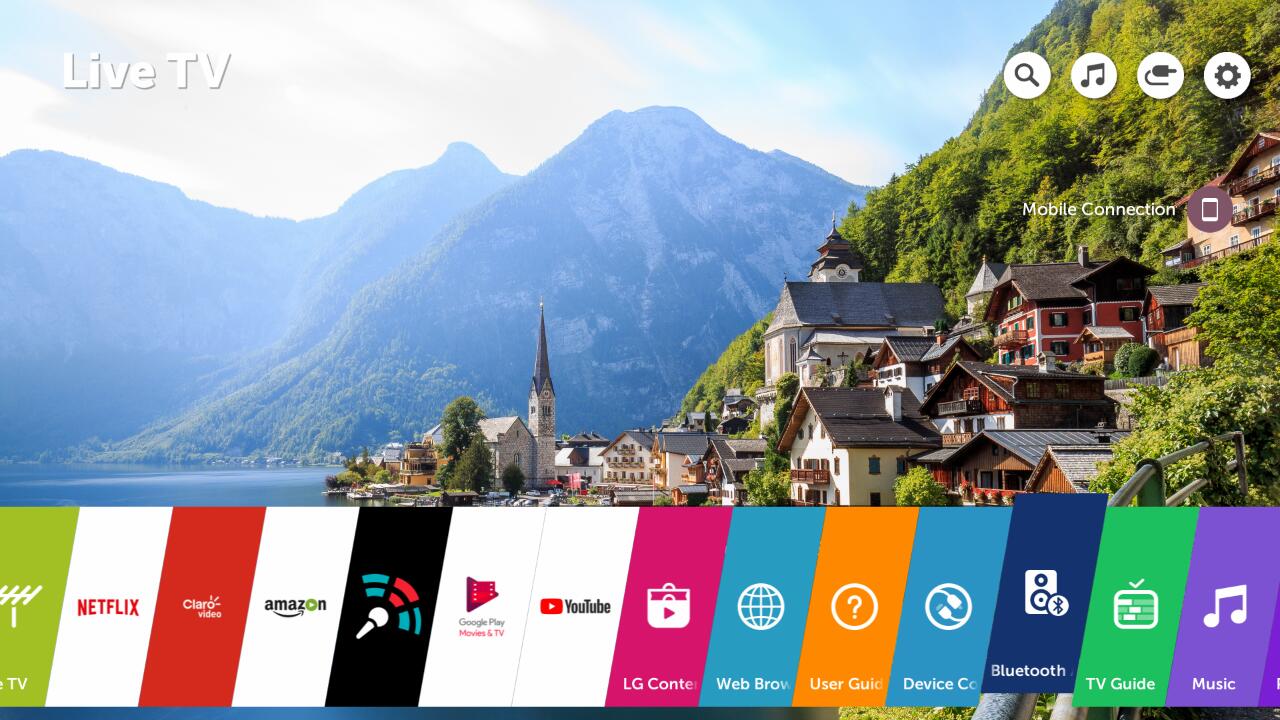 Live TV
Mobile Connection
e TV
NETFLIX
Claro-
video
amazon
Google Play
Movies & TV
YouTube
LG Conte
Web Brow
User Guid
Device Co
Bluetooth
TV Guide
Music